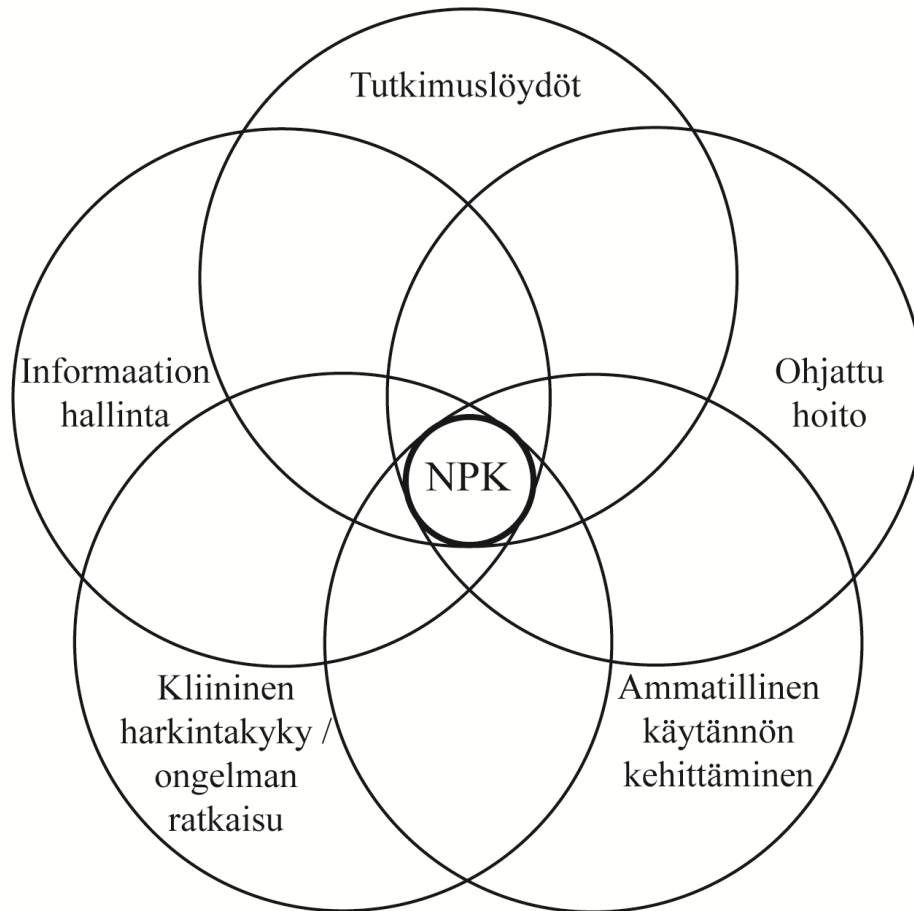 Tutkimuslöydöt
Informaation
hallinta
Ohjattu
hoito
NPK
Kliininen
harkintakyky /
ongelman
ratkaisu
Ammatillinen
käytännön
kehittäminen